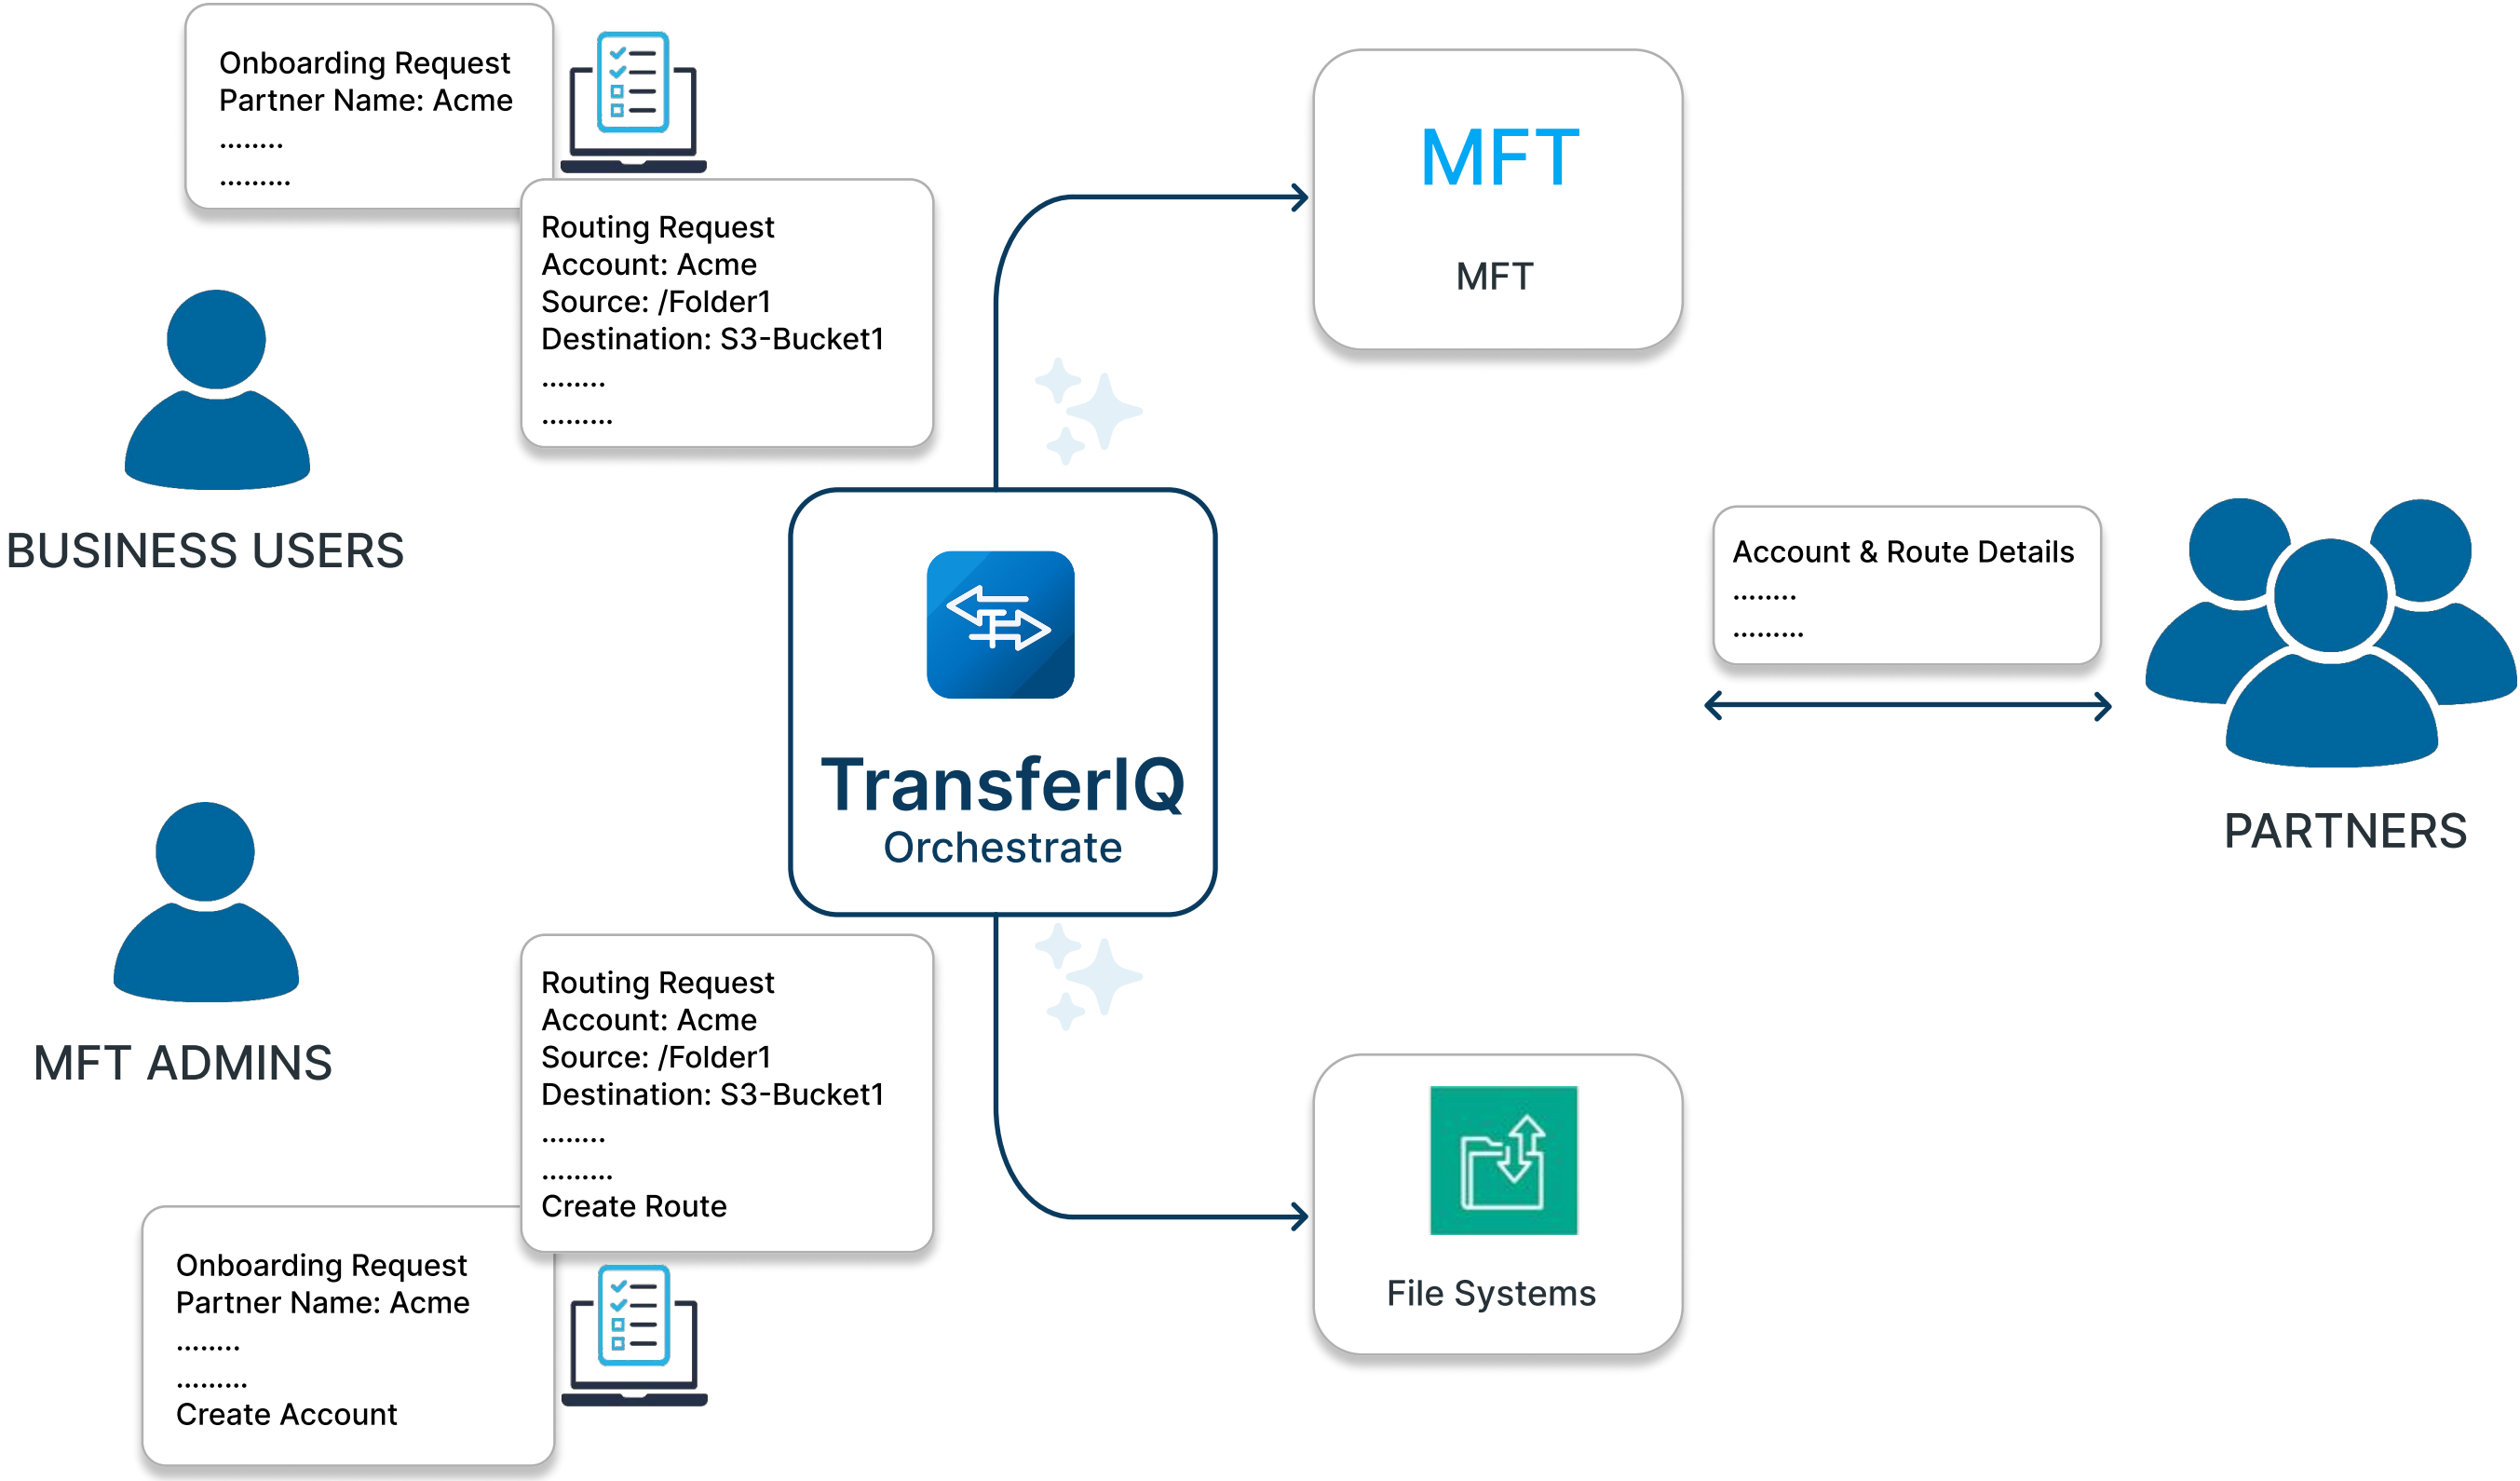 Onboarding Request
Partner Name: Acme
........
.........
Routing Request
Account: Acme
Source: /Folder1
Destination: S3-Bucket1
........
.........
BUSINESS USERS
MFT
MFT
TransferIQ
Orchestrate
Account & Route Details
........
.........
PARTNERS
MFT ADMINS
Routing Request
Account: Acme
Source: /Folder1
Destination: S3-Bucket1
........
.........
Create Route
Onboarding Request
Partner Name: Acme
........
.........
Create Account
File Systems